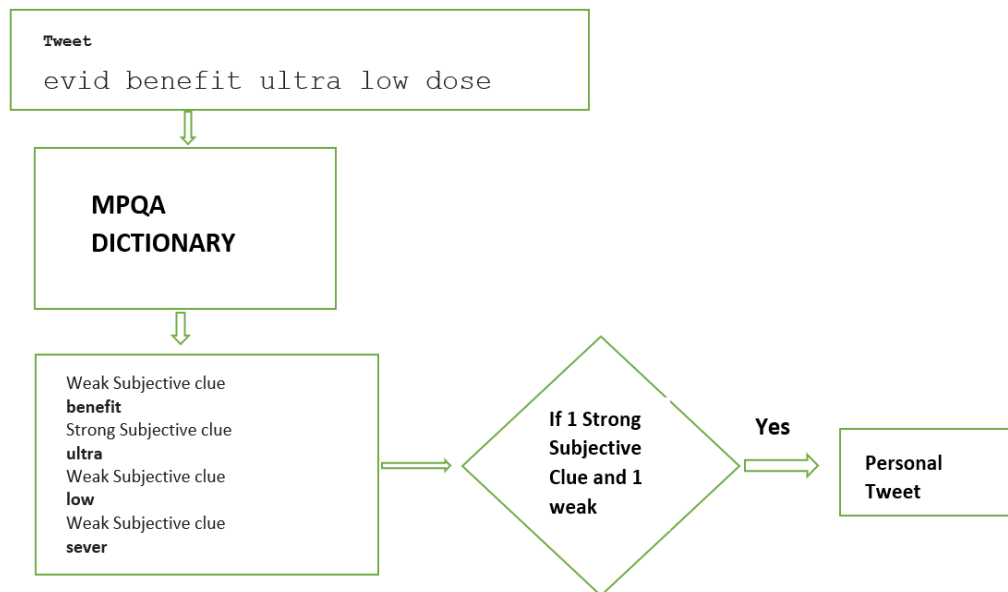 Tweet
evid benefit ultra low dose
MPQA
DICTIONARY
Weak Subjective clue
benefit
Strong Subjective clue
ultra
Weak Subjective clue
low
Weak Subjective clue
sever
If 1 Strong
Subjective
Clue and 1
weak
Yes
Personal
Tweet